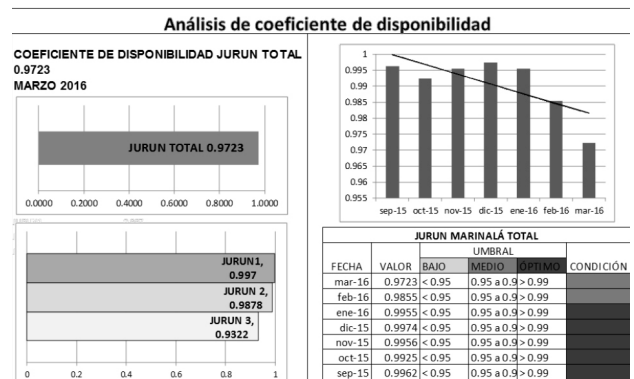 Análisis de coeficiente de disponibilidad
COEFICIENTE DE DISPONIBILIDAD JURUN TOTAL
0.9723
MARZO 2016
JURUN TOTAL 0.9723
0.0000 0.2000 0.4000 0.6000 0.8000 1.0000
JURUN1,
0.997
JURUN 2,
0.9878
JURUN 3,
0.9322
0 0.2 0.4 0.6 0.8 1
1
0.995
0.99
0.985
0.98
0.975
0.97
0.965
0.96
0.955
sep-15 oct-15 nov-15 dic-15 ene-16 feb-16 mar-16
JURUN MARINALÁ TOTAL
UMBRAL
FECHA VALOR BAJO MEDIO OPTIMO CONDICIÓN
mar-16 0.9723 < 0.95 0.95 a 0.9 > 0.99
feb-16 0.9855 < 0.95 0.95 a 0.9 > 0.99
ene-16 0.9955 < 0.95 0.95 a 0.9 > 0.99
dic-15 0.9974 < 0.95 0.95 a 0.9 > 0.99
nov-15 0.9956 < 0.95 0.95 a 0.9 > 0.99
oct-15 0.9925 < 0.95 0.95 a 0.9 > 0.99
sep-15 0.9962 < 0.95 0.95 a 0.9 > 0.99